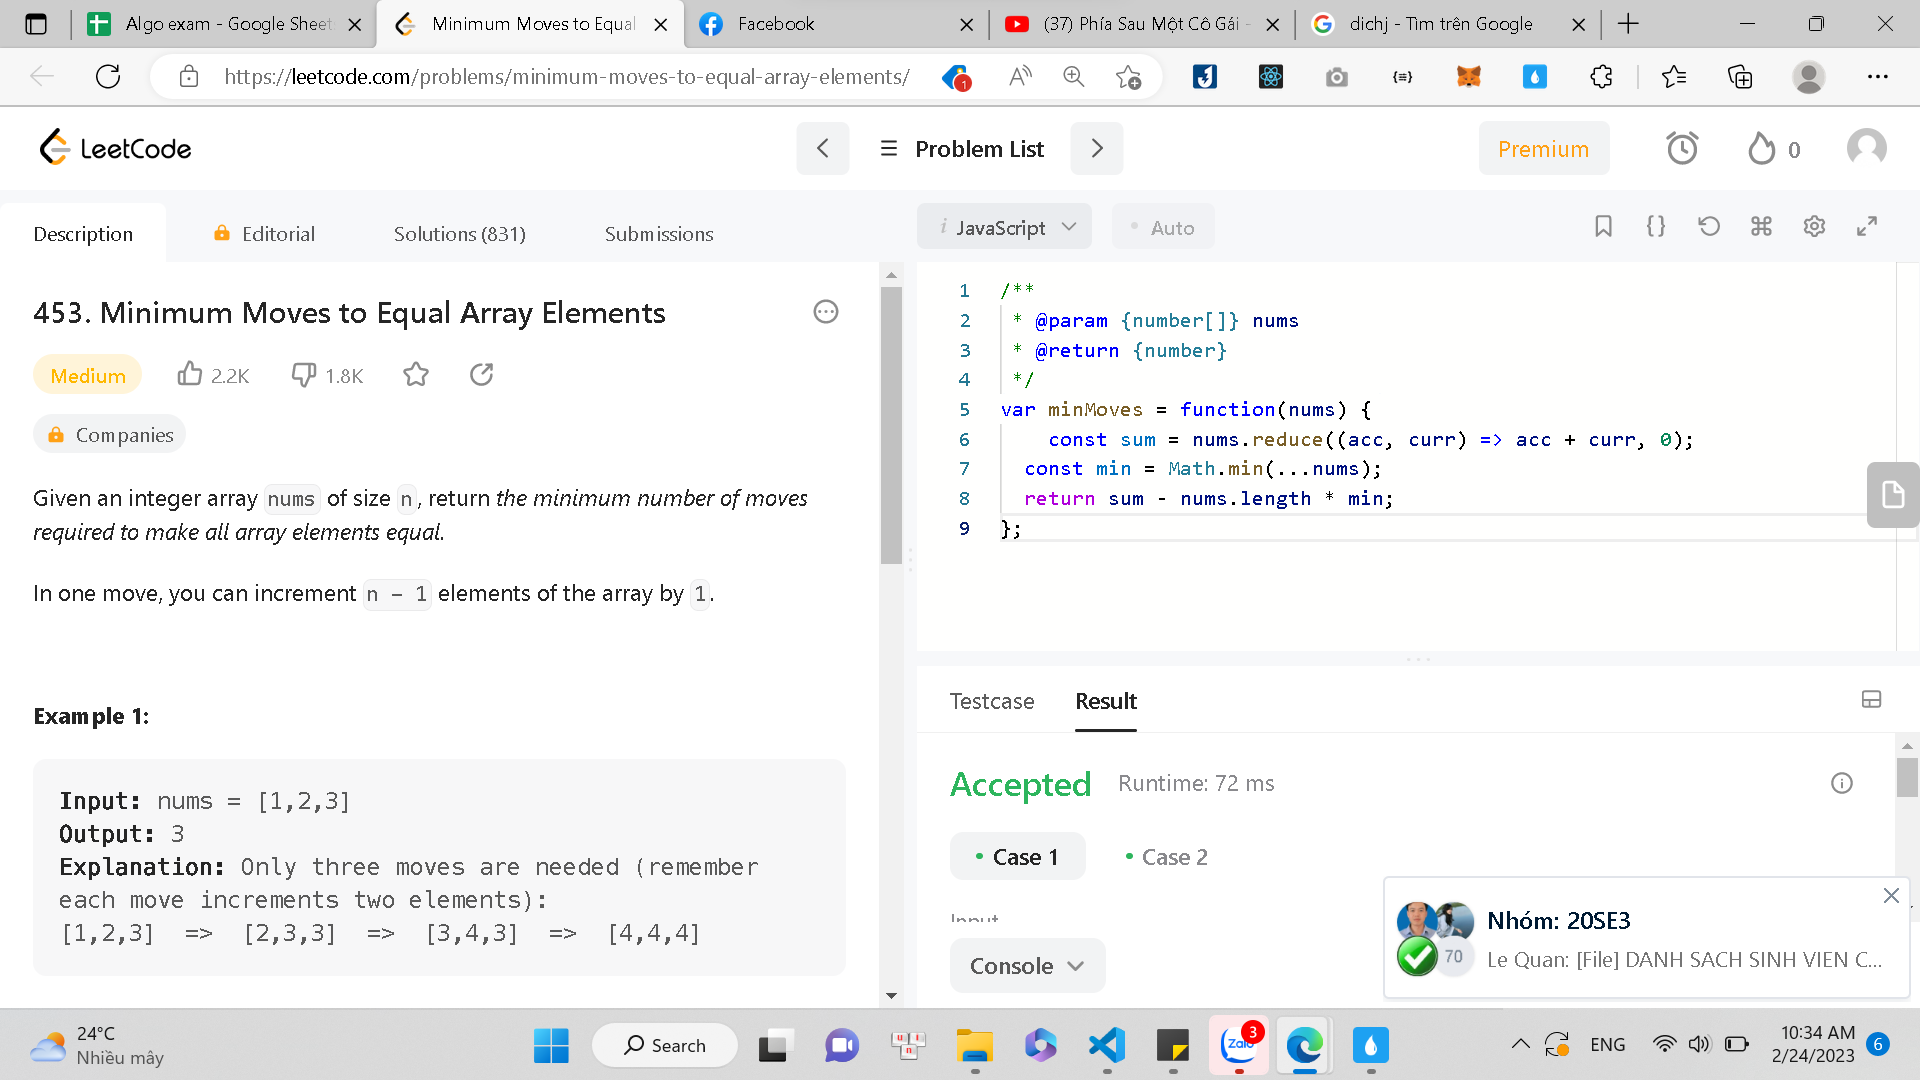 Algo exam - Google Sheet
Minimum Moves to Equal
Facebook
(37) Phía Sau Một Cô Gái -
dichj - Tìm trên Google
https://leetcode.com/problems/minimum-moves-to-equal-array-elements/
1
LeetCode
Problem List
Premium
0
Description
Editorial
Solutions (831)
Submissions
i JavaScript
• Auto
453. Minimum Moves to Equal Array Elements
Medium
2.2K
1.8K
Companies
Given an integer array nums of size n, return the minimum number of moves
required to make all array elements equal.
In one move, you can increment n - 1 elements of the array by 1.
Example 1:
Input: nums = [1,2,3]
Output: 3
Explanation: Only three moves are needed (remember
each move increments two elements):
[1,2,3]  =>  [2,3,3]  =>  [3,4,3]  =>  [4,4,4]
1 /**
2  * @param {number[]} nums
3  * @return {number}
4  */
5 var minMoves = function(nums) {
6     const sum = nums.reduce((acc, curr) => acc + curr, 0);
7   const min = Math.min(...nums);
8   return sum - nums.length * min;
9 };
Testcase
Result
Accepted
Runtime: 72 ms
• Case 1
• Case 2
Input
Console
Nhóm: 20SE3
70
Le Quan: [File] DANH SACH SINH VIEN C...
24°C
Nhiều mây
Search
u i n
Zalo
3
ENG
10:34 AM
2/24/2023
6